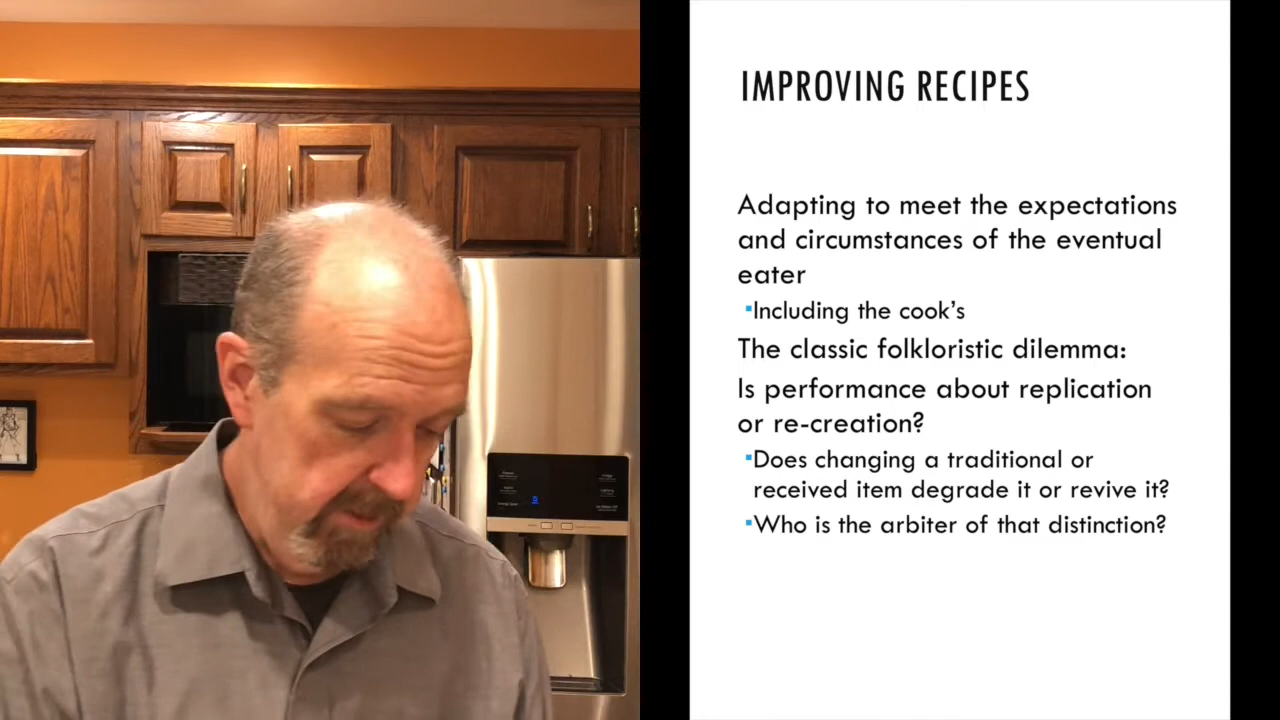 IMPROVING RECIPES
Adapting to meet the expectations
and circumstances of the eventual
eater
▪Including the cook's
The classic folkloristic dilemma:
Is performance about replication
or re-creation?
▪Does changing a traditional or
received item degrade it or revive it?
▪Who is the arbiter of that distinction?